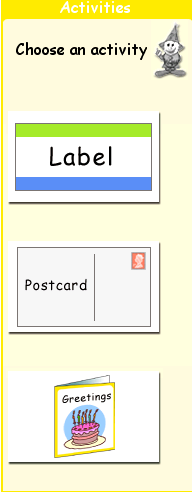 Activities
Choose an activity
Label
Postcard
Greetings